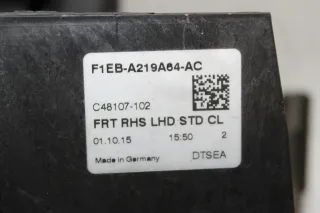 F1EB-A219A64-AC
C48107-102
FRT RHS LHD STD CL
01.10.15 15:50 2
Made in Germany DTSEA